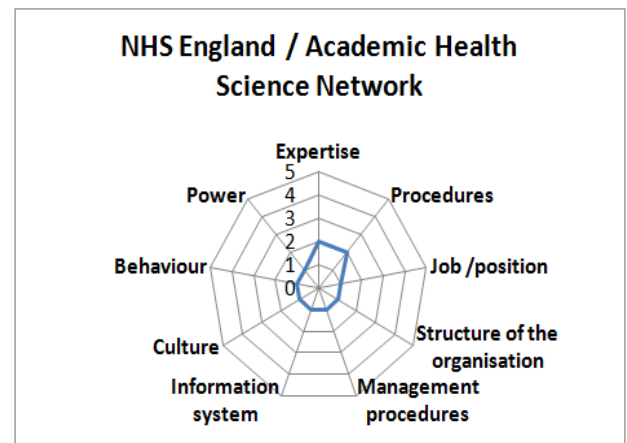 NHS England / Academic Health
Science Network
Expertise
5
4
3
2
1
0
Power
Procedures
Behaviour
Job /position
Culture
Structure of the
organisation
Information
system
Management
procedures